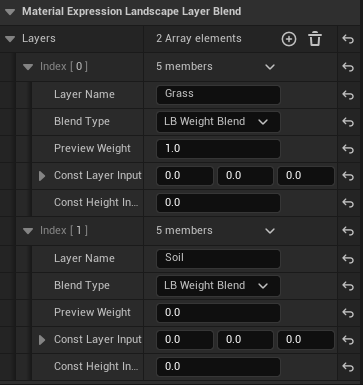 Material Expression Landscape Layer Blend
Layers 2 Array elements
Index [ 0 ] 5 members
Layer Name Grass
Blend Type LB Weight Blend
Preview Weight 1.0
Const Layer Input 0.0 0.0 0.0
Const Height In... 0.0
Index [ 1 ] 5 members
Layer Name Soil
Blend Type LB Weight Blend
Preview Weight 0.0
Const Layer Input 0.0 0.0 0.0
Const Height In... 0.0